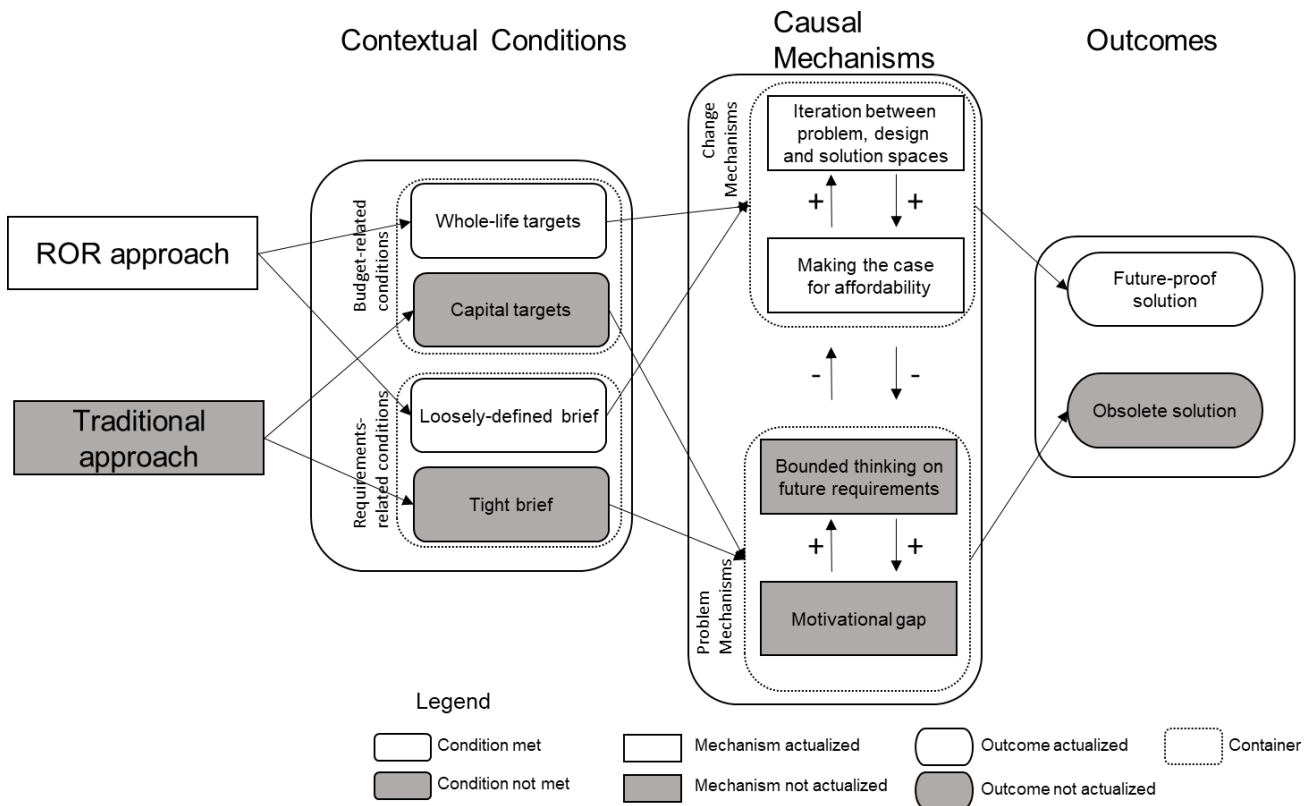 Contextual Conditions
Causal
Mechanisms
Outcomes
ROR approach
Traditional
approach
Budget-related
conditions
Whole-life targets
Capital targets
Requirements-
related conditions
Loosely-defined brief
Tight brief
Change
Mechanisms
Iteration between
problem, design
and solution spaces
+
+
Making the case
for affordability
-
-
Problem
Mechanisms
Bounded thinking on
future requirements
+
+
Motivational gap
Future-proof
solution
Obsolete solution
Legend
Condition met
Mechanism actualized
Outcome actualized
Container
Condition not met
Mechanism not actualized
Outcome not actualized